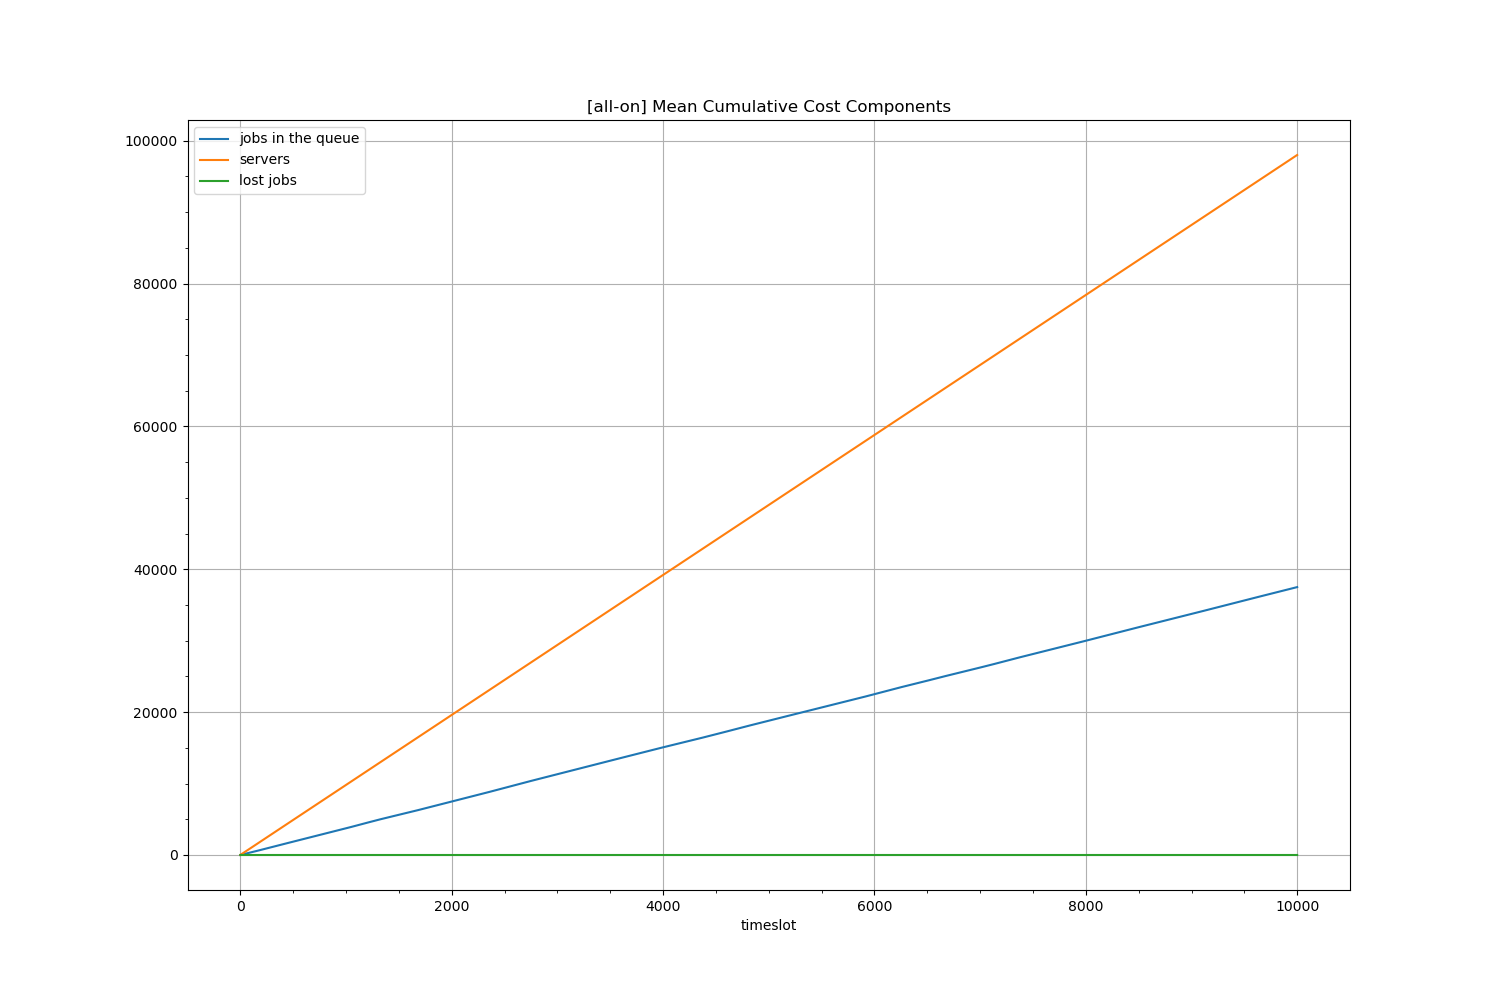 [all-on] Mean Cumulative Cost Components
jobs in the queue
servers
lost jobs
100000
80000
60000
40000
20000
0
0 2000 4000 6000 8000 10000
timeslot